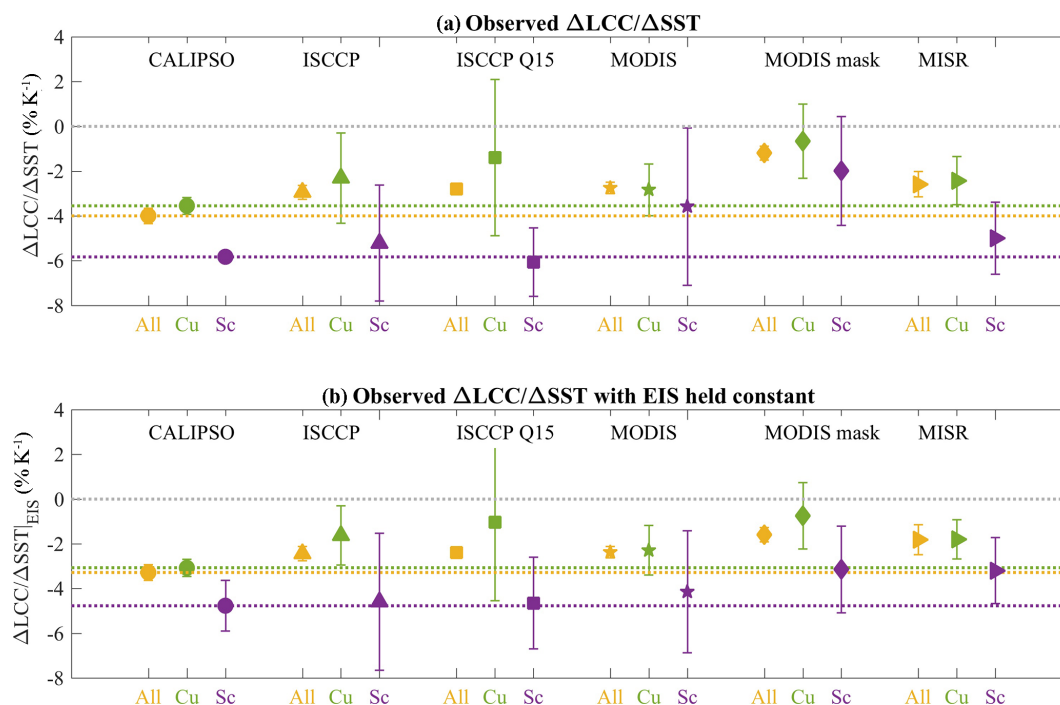 (a) Observed ΔLCC/ΔSST
CALIPSO ISCCP ISCCP Q15 MODIS MODIS mask MISR
ΔLCC/ΔSST (% K⁻¹)
4
2
0
-2
-4
-6
-8
All Cu Sc All Cu Sc All Cu Sc All Cu Sc All Cu Sc All Cu Sc
(b) Observed ΔLCC/ΔSST with EIS held constant
CALIPSO ISCCP ISCCP Q15 MODIS MODIS mask MISR
ΔLCC/ΔSST|EIS (% K⁻¹)
4
2
0
-2
-4
-6
-8
All Cu Sc All Cu Sc All Cu Sc All Cu Sc All Cu Sc All Cu Sc